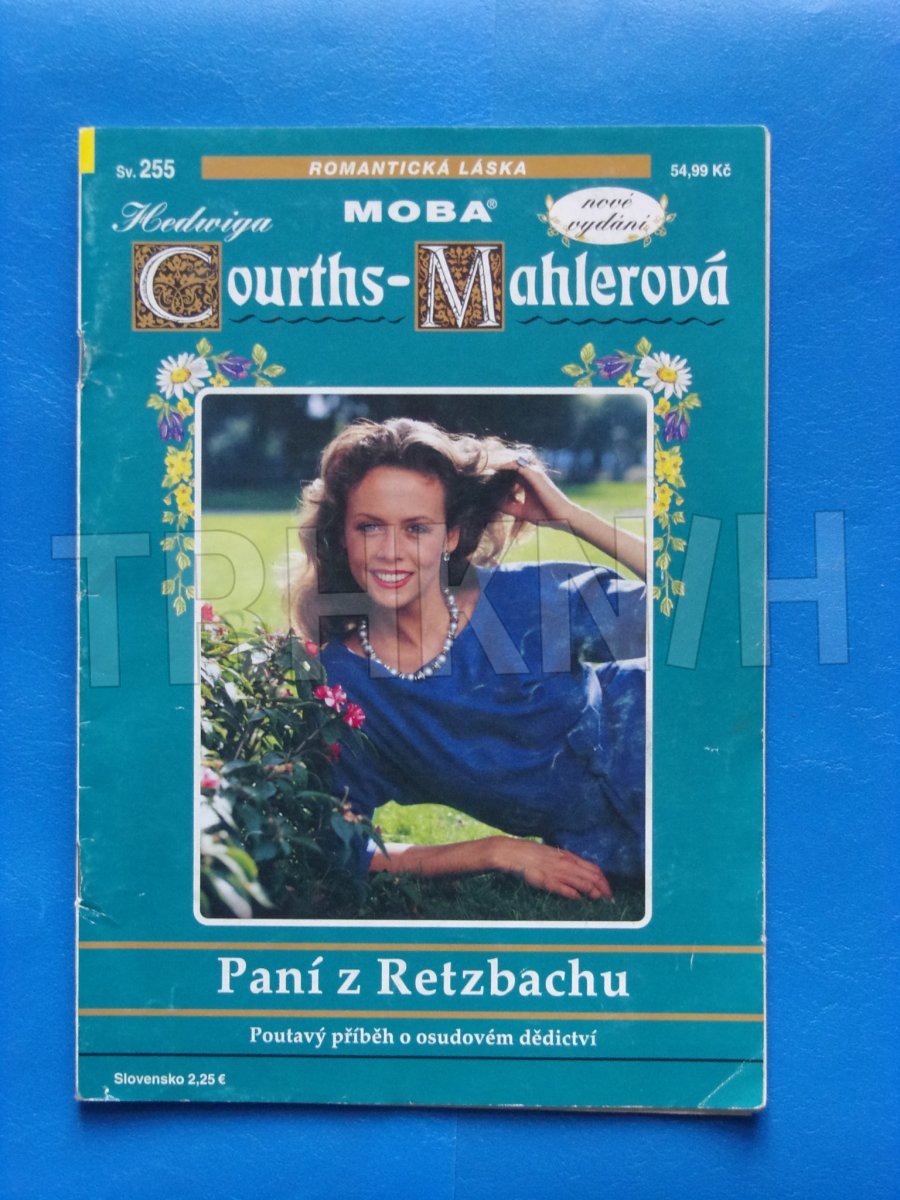 Sv. 255
ROMANTICKÁ LÁSKA
54,99 Kč
Hedwiga
MOBA®
nové
vydání
Courths-Mahlerová
TRHKNIH
Paní z Retzbachu
Poutavý příběh o osudovém dědictví
Slovensko 2,25 €